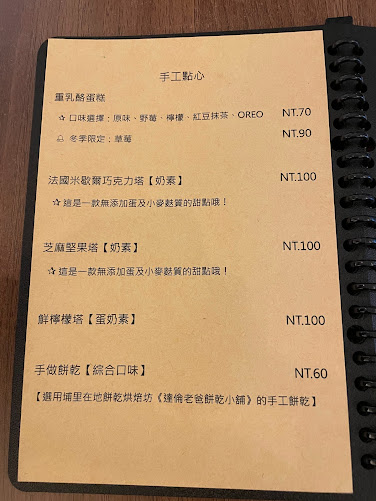 手工點心
重乳酪蛋糕
☆ 口味選擇：原味、野莓、檸檬、紅豆抹茶、OREO NT.70
♤ 冬季限定：草莓 NT.90
法國米歇爾巧克力塔【奶素】 NT.100
☆ 這是一款無添加蛋及小麥麩質的甜點哦！
芝麻堅果塔【奶素】 NT.100
☆ 這是一款無添加蛋及小麥麩質的甜點哦！
鮮檸檬塔【蛋奶素】 NT.100
手做餅乾【綜合口味】 NT.60
【選用埔里在地餅乾烘焙坊《達倫老爸餅乾小舖》的手工餅乾】